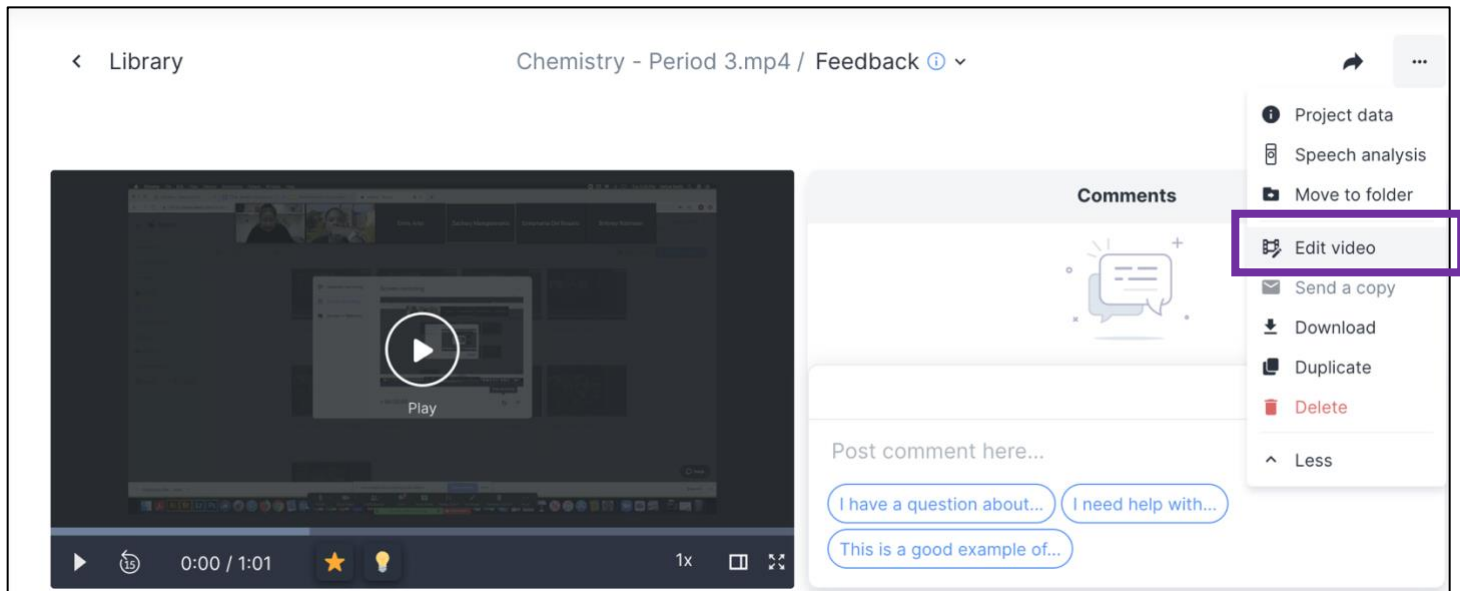 Library
Chemistry - Period 3.mp4 / Feedback
Project data
Speech analysis
Move to folder
Edit video
Send a copy
Download
Duplicate
Delete
Less
Comments
Play
Post comment here...
I have a question about...
I need help with...
This is a good example of...
15
0:00 / 1:01
1x